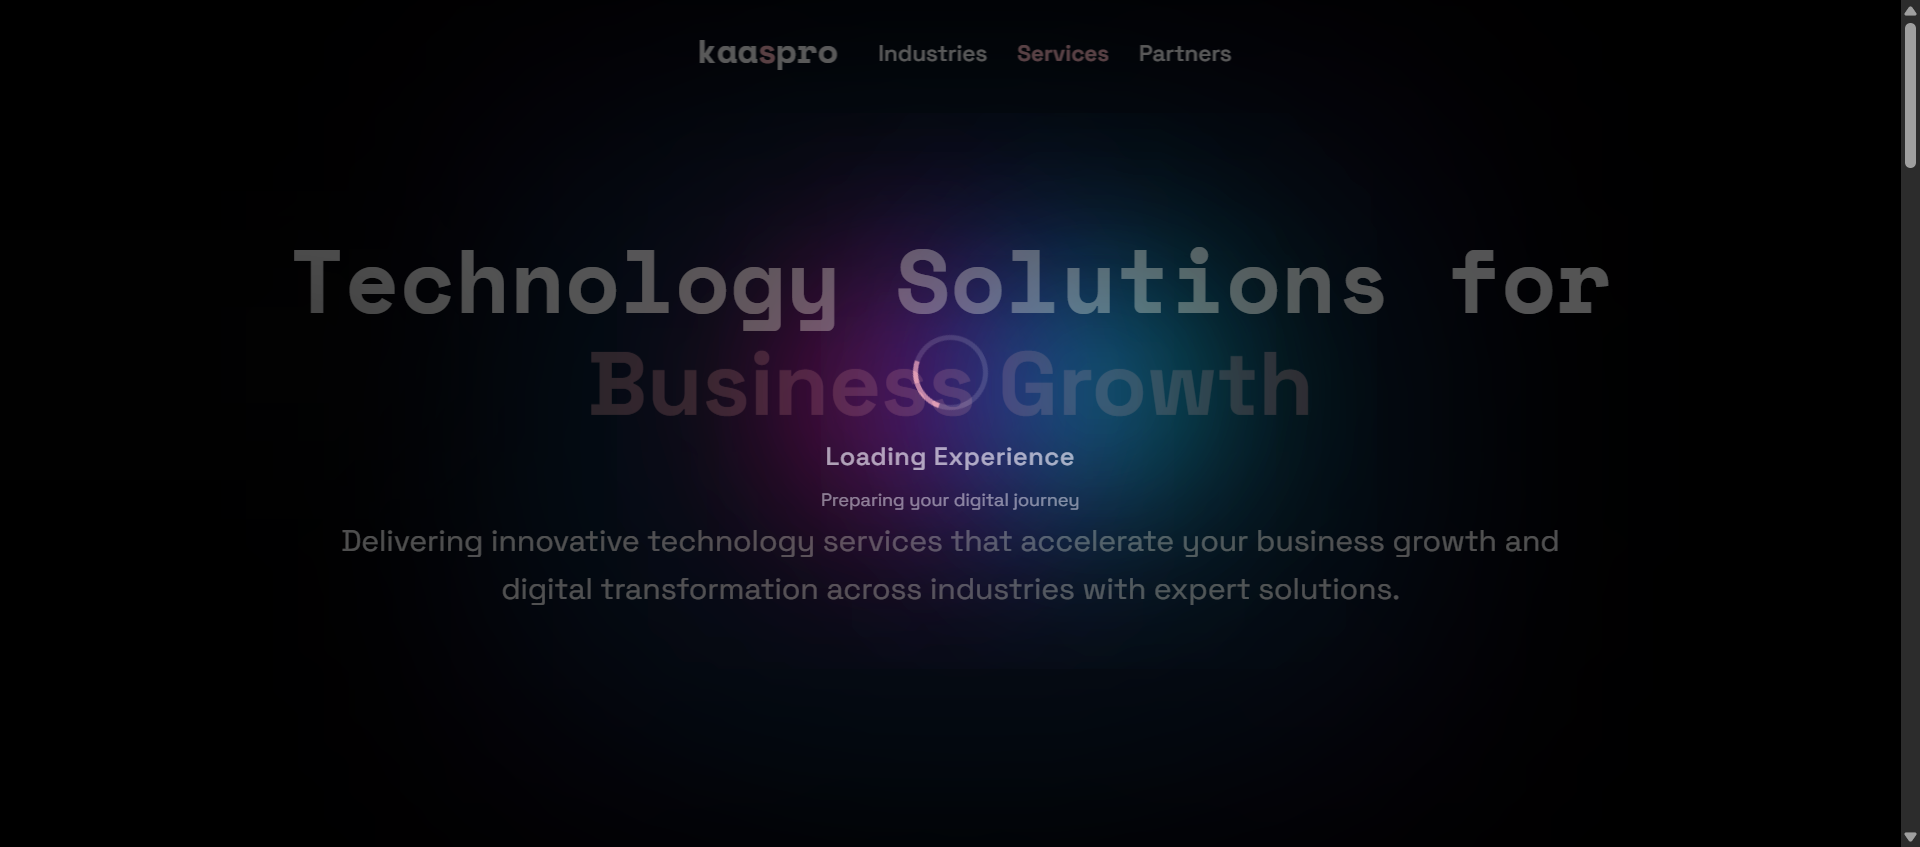 kaaspro Industries Services Partners
Technology Solutions for
Business Growth
Loading Experience
Preparing your digital journey
Delivering innovative technology services that accelerate your business growth and
digital transformation across industries with expert solutions.